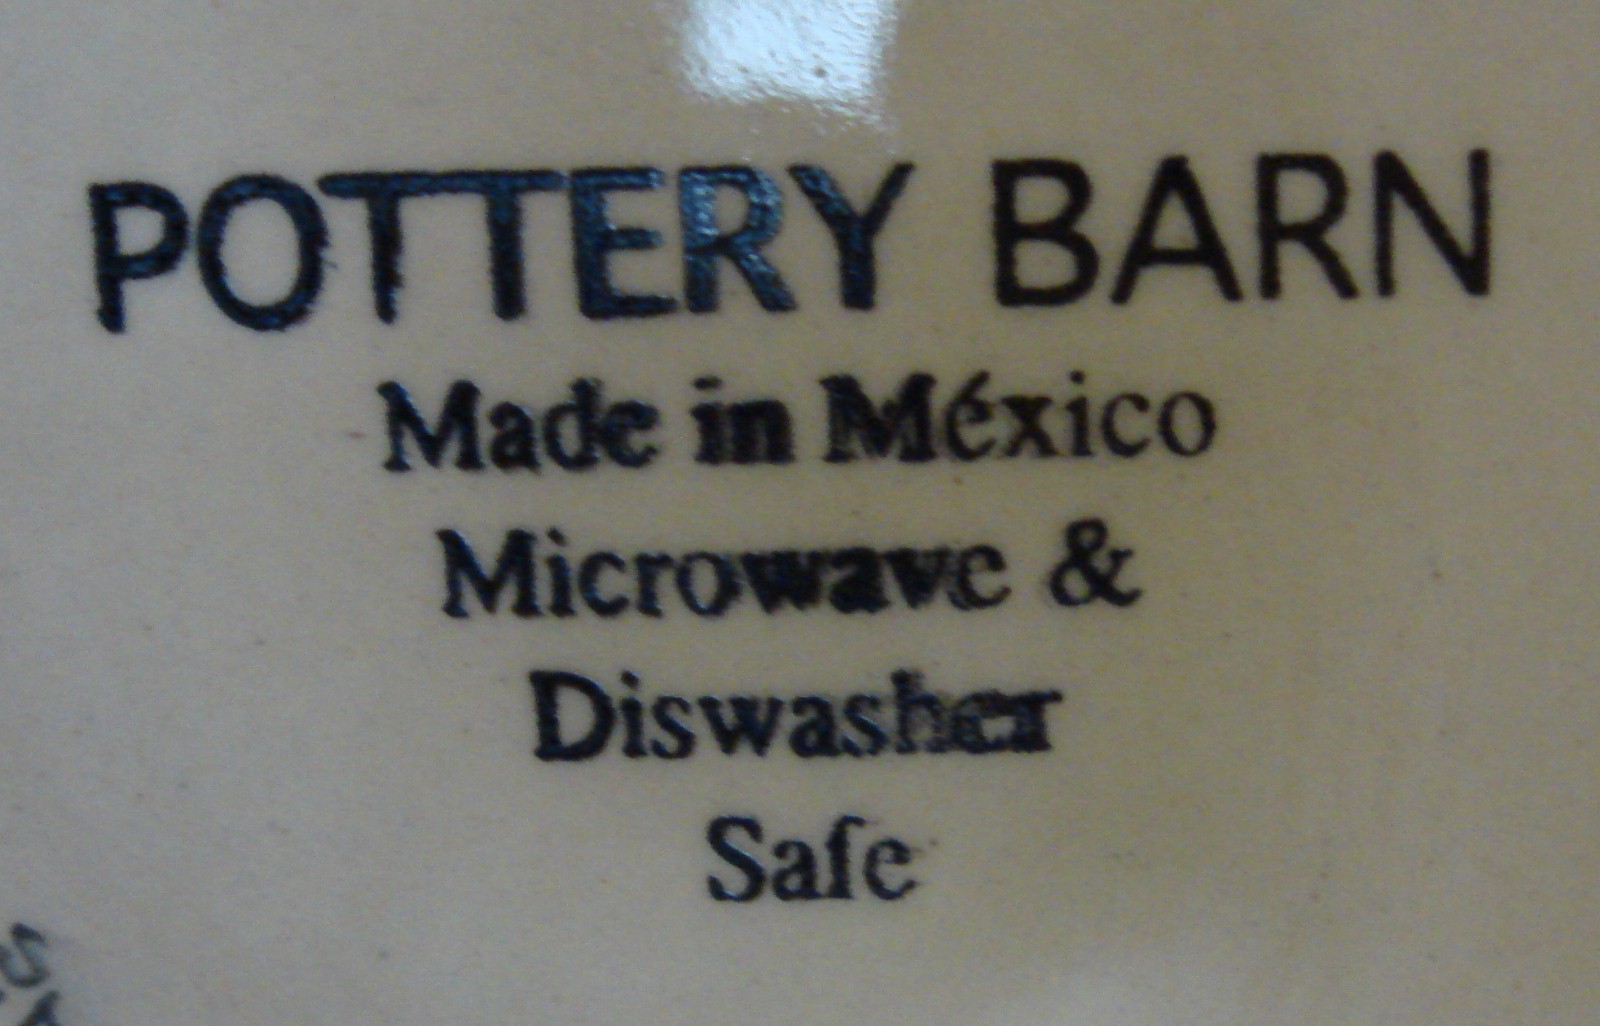 POTTERY BARN
Made in México
Microwave &
Diswasher
Safe